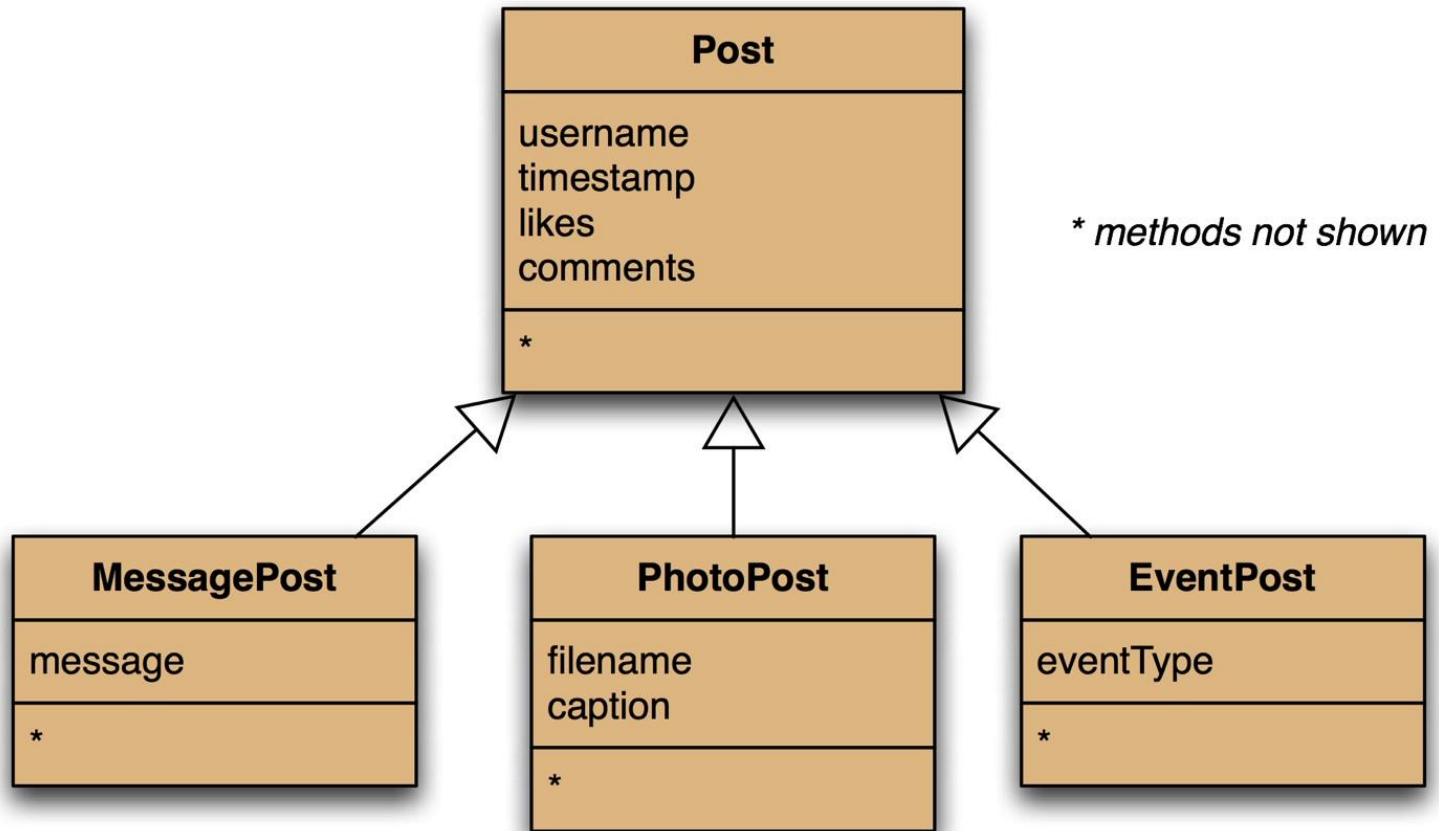 Post
username
timestamp
likes
comments
*
* methods not shown
MessagePost
message
*
PhotoPost
filename
caption
*
EventPost
eventType
*